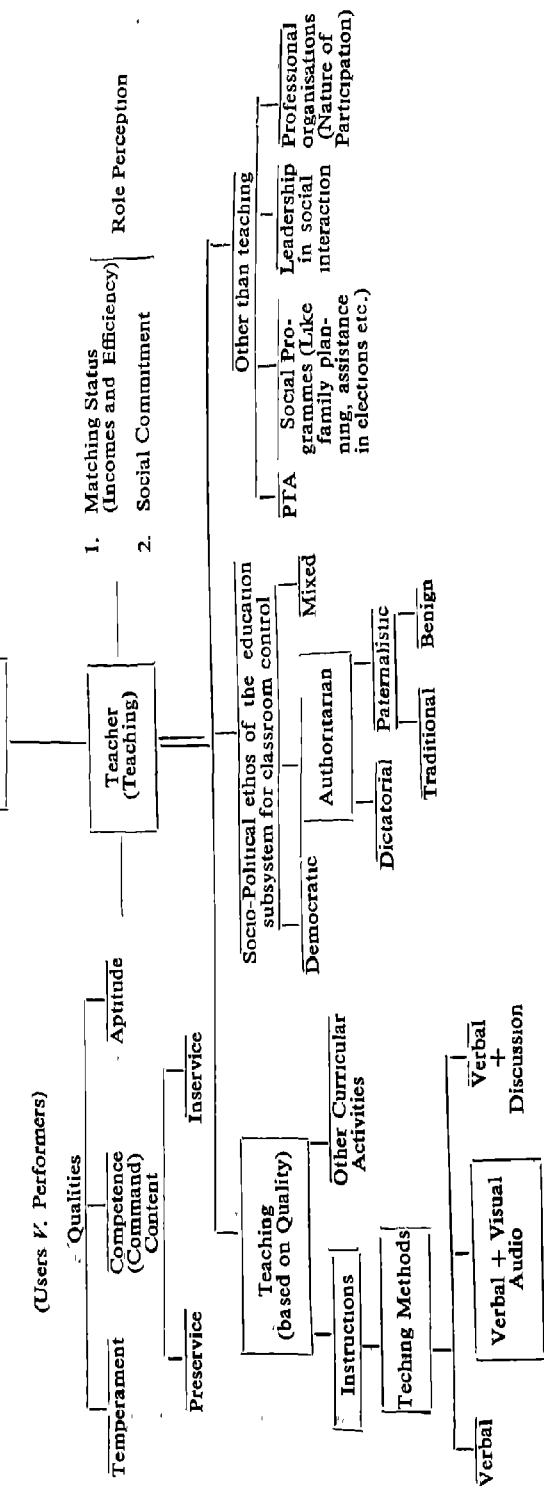 (Users V. Performers)
Qualities
Temperament
Competence
(Command)
Content
Aptitude
Preservice
Inservice
Teacher
(Teaching)
1. Matching Status
(Incomes and Efficiency)
2. Social Commitment
Role Perception
Teaching
(based on Quality)
Instructions
Other Curricular
Activities
Teching Methods
Verbal
Verbal + Visual
Audio
Verbal
+
Discussion
Socio-Political ethos of the education
subsystem for classroom control
Democratic
Authoritarian
Mixed
Dictatorial
Paternalistic
Traditional
Benign
Other than teaching
PTA
Social Pro-
grammes (Like
family plan-
ning, assistance
in elections etc.)
Leadership
in social
interaction
Professional
organisations
(Nature of
Participation)